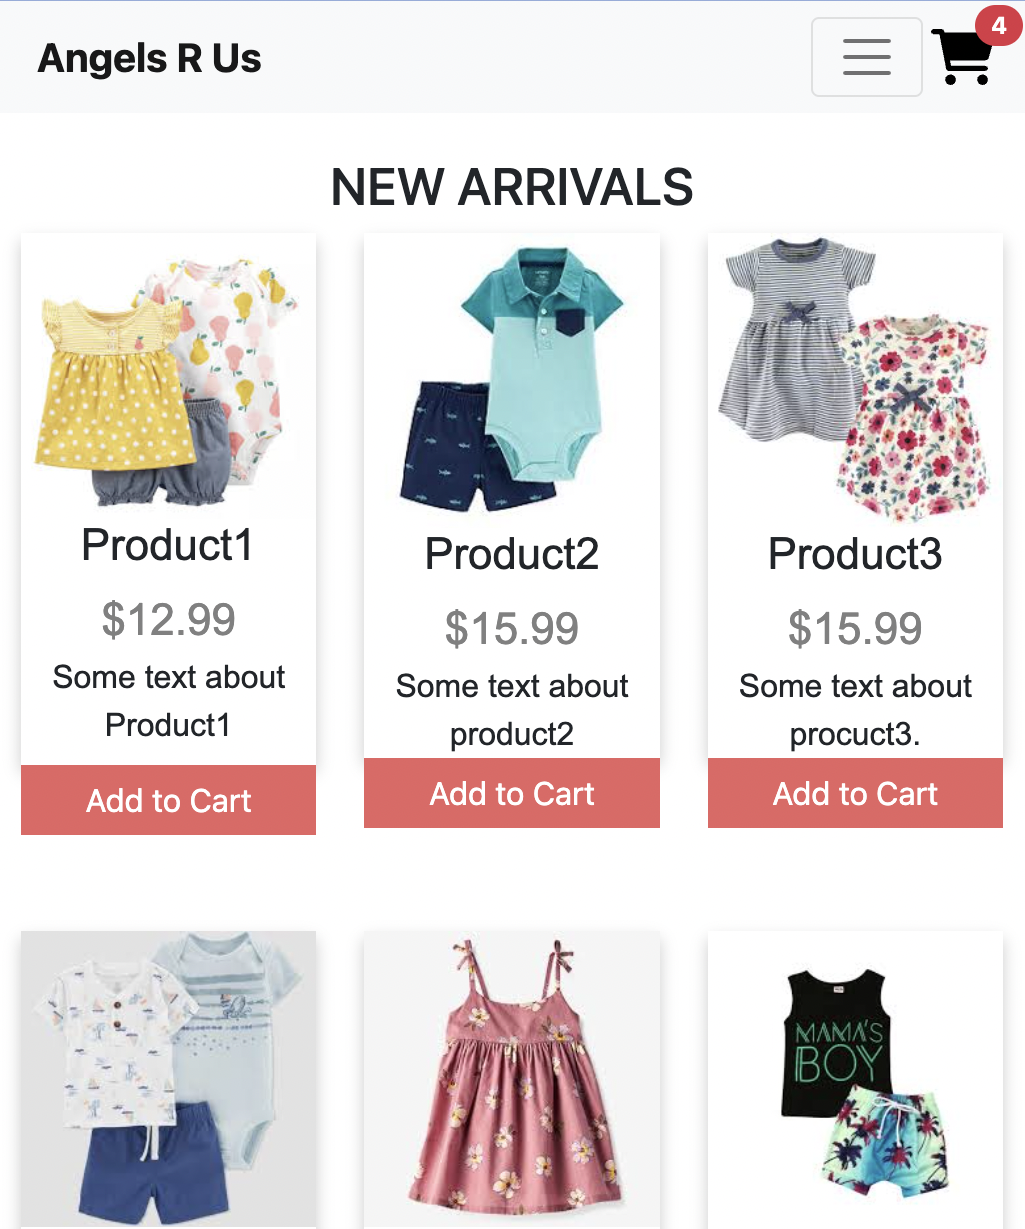 Angels R Us
4
NEW ARRIVALS
Product1
$12.99
Some text about
Product1
Add to Cart
Product2
$15.99
Some text about
product2
Add to Cart
Product3
$15.99
Some text about
procuct3.
Add to Cart
MAMA'S
BOY